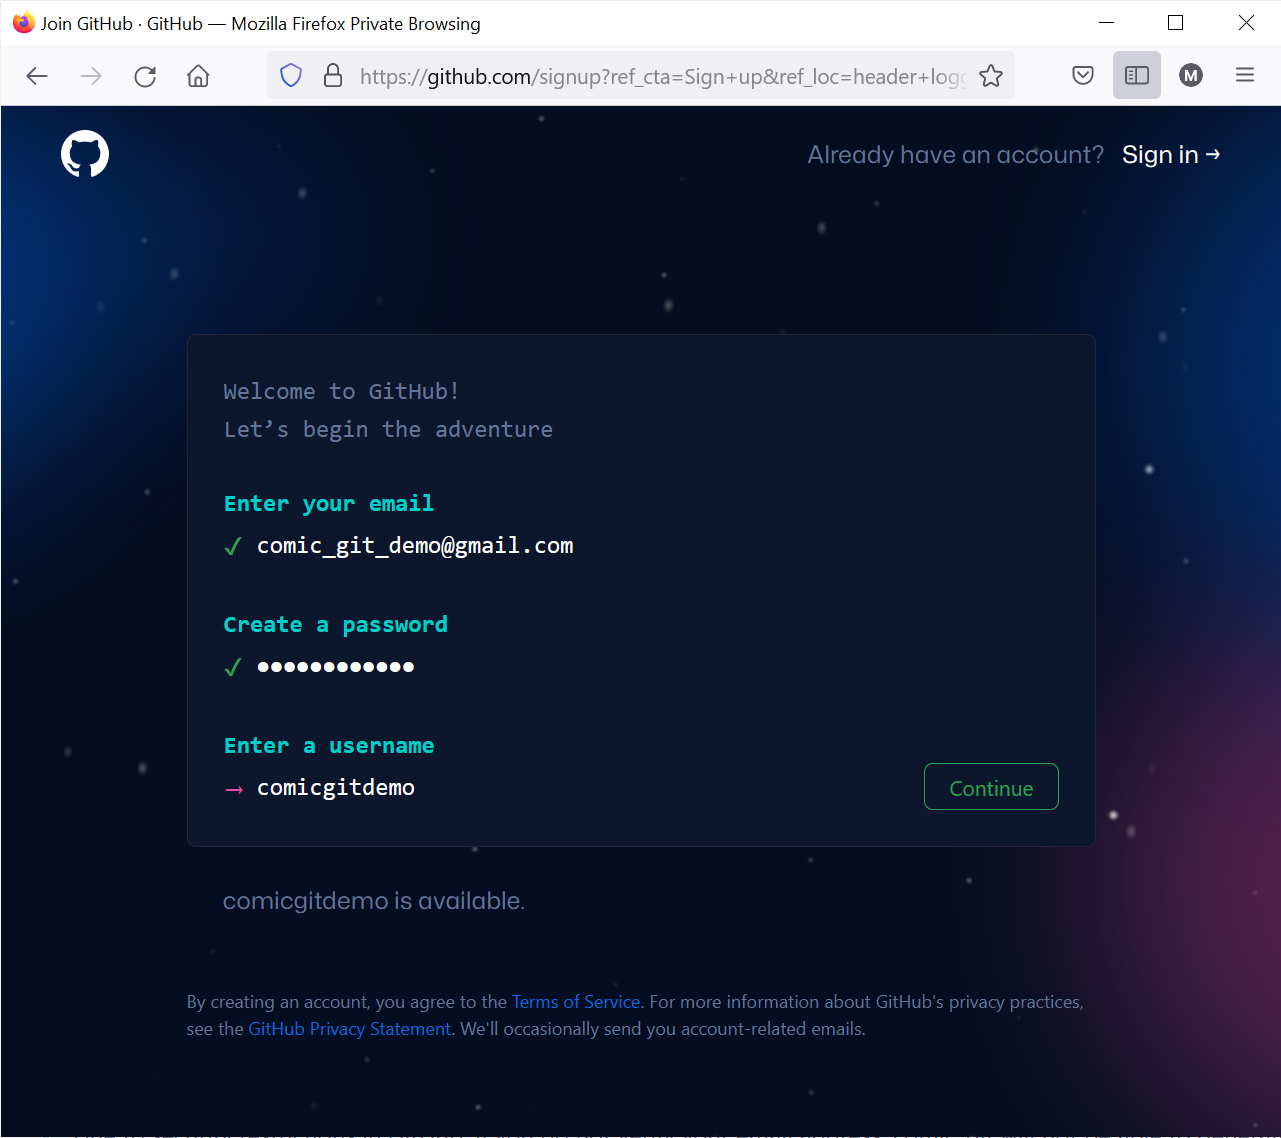 Join GitHub · GitHub — Mozilla Firefox Private Browsing
https://github.com/signup?ref_cta=Sign+up&ref_loc=header+logg
M
Already have an account? Sign in →
Welcome to GitHub!
Let’s begin the adventure
Enter your email
✓ comic_git_demo@gmail.com
Create a password
✓ ●●●●●●●●●●●●
Enter a username
→ comicgitdemo
Continue
comicgitdemo is available.
By creating an account, you agree to the Terms of Service. For more information about GitHub's privacy practices,
see the GitHub Privacy Statement. We'll occasionally send you account-related emails.